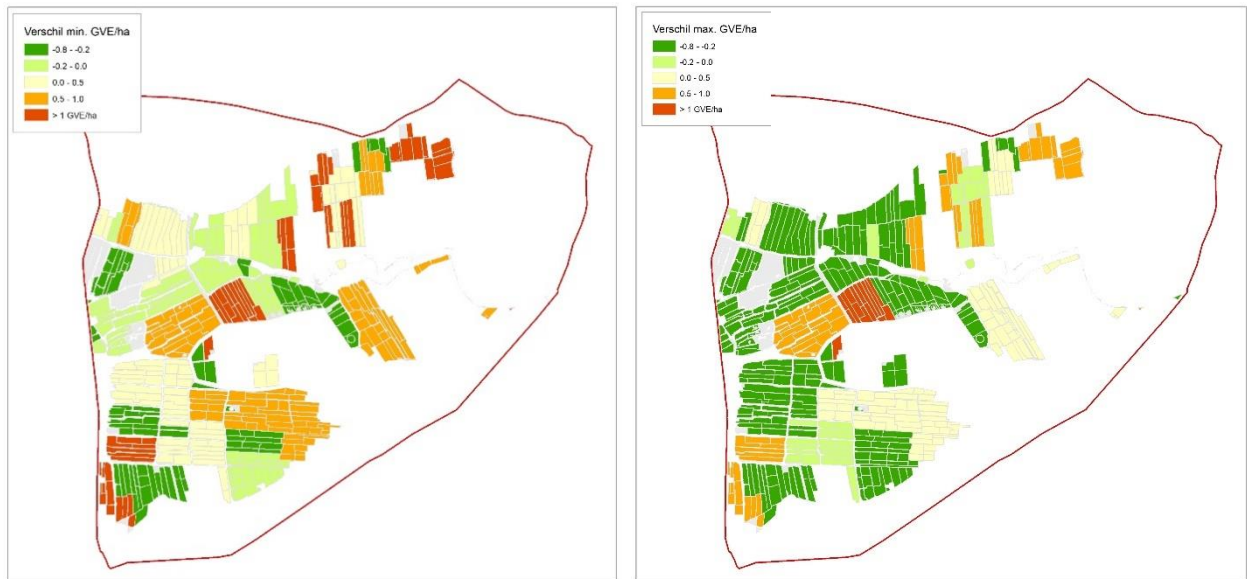 Verschil min. GVE/ha
-0.8 - -0.2
-0.2 - 0.0
0.0 - 0.5
0.5 - 1.0
> 1 GVE/ha
Verschil max. GVE/ha
-0.8 - -0.2
-0.2 - 0.0
0.0 - 0.5
0.5 - 1.0
> 1 GVE/ha